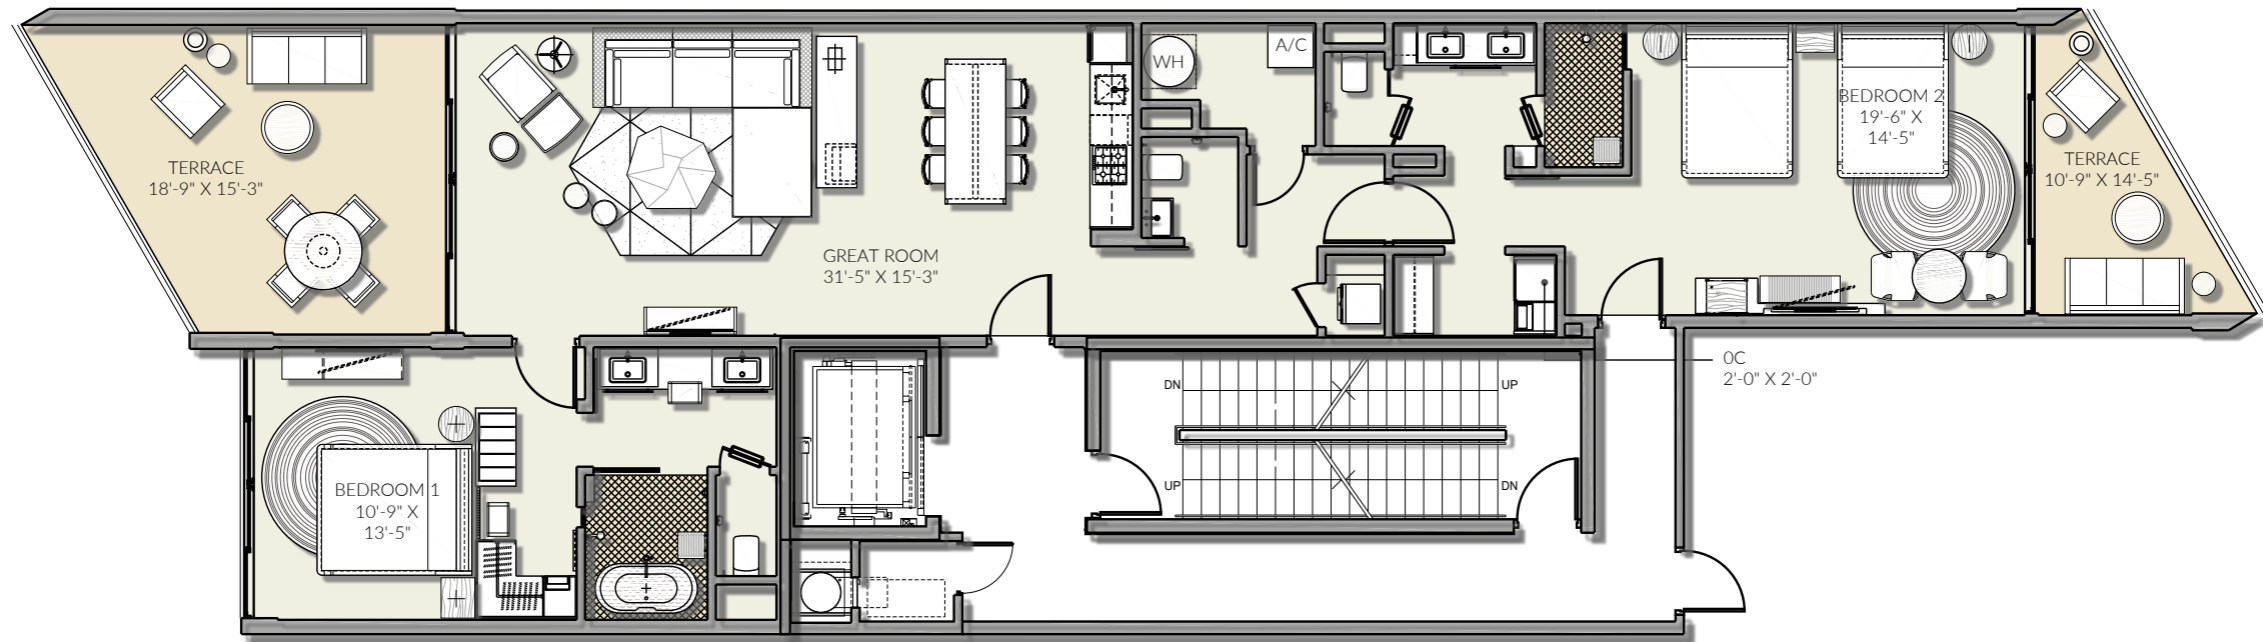 TERRACE
18'-9" X 15'-3"
GREAT ROOM
31'-5" X 15'-3"
WH
A/C
BEDROOM 2
19'-6" X
14'-5"
TERRACE
10'-9" X 14'-5"
BEDROOM 1
10'-9" X
13'-5"
DN
UP
UP
DN
0C
2'-0" X 2'-0"